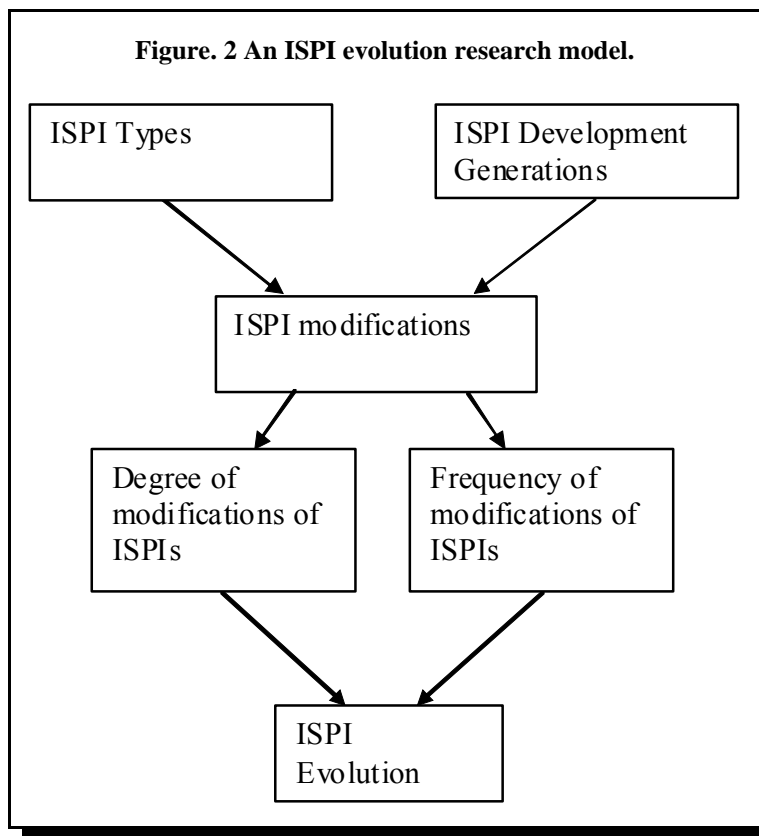 Figure. 2 An ISPI evolution research model.
ISPI Types
ISPI Development
Generations
ISPI modifications
Degree of
modifications of
ISPIs
Frequency of
modifications of
ISPIs
ISPI
Evolution